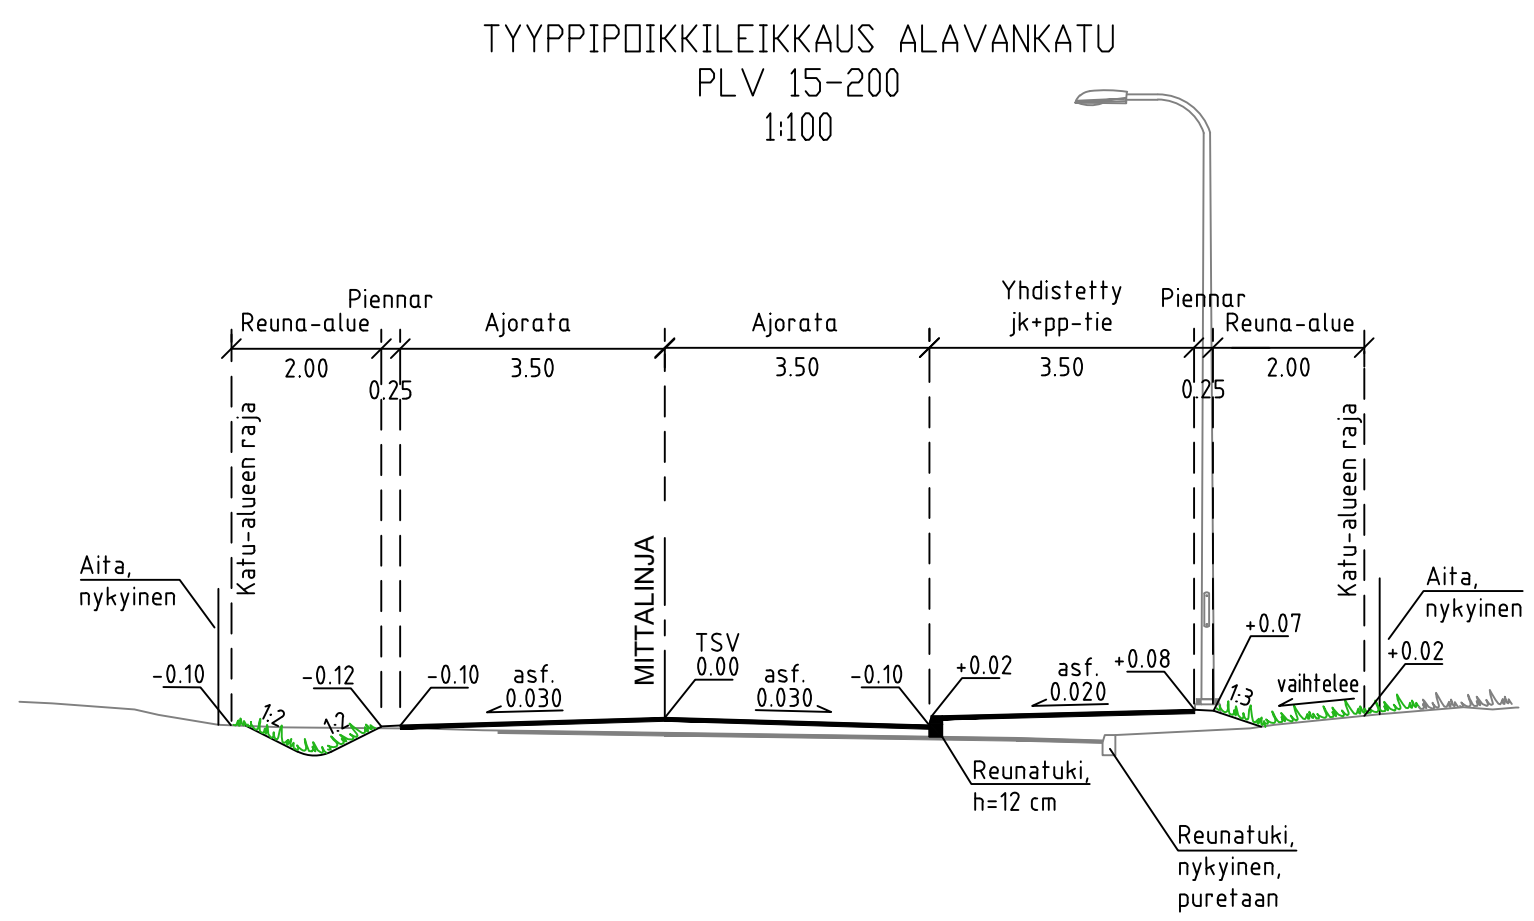 TYYPPIP▯IKKILEIKKAUS ALAVANKATU
PLV 15-200
1:100
Piennar
Reuna-alue
Ajorata
Ajorata
Yhdistetty
jk+pp-tie
Piennar
Reuna-alue
2.00
0.25
3.50
3.50
3.50
0.25
2.00
Katu-alueen raja
MITTALINJA
Katu-alueen raja
Aita,
nykyinen
Aita,
nykyinen
-0.10
-0.12
-0.10
asf.
0.030
TSV
0.00
asf.
0.030
-0.10
+0.02
asf.
0.020
+0.08
+0.07
vaihtelee
+0.02
1:2
1:2
1:3
Reunatuki,
h=12 cm
Reunatuki,
nykyinen,
puretaan